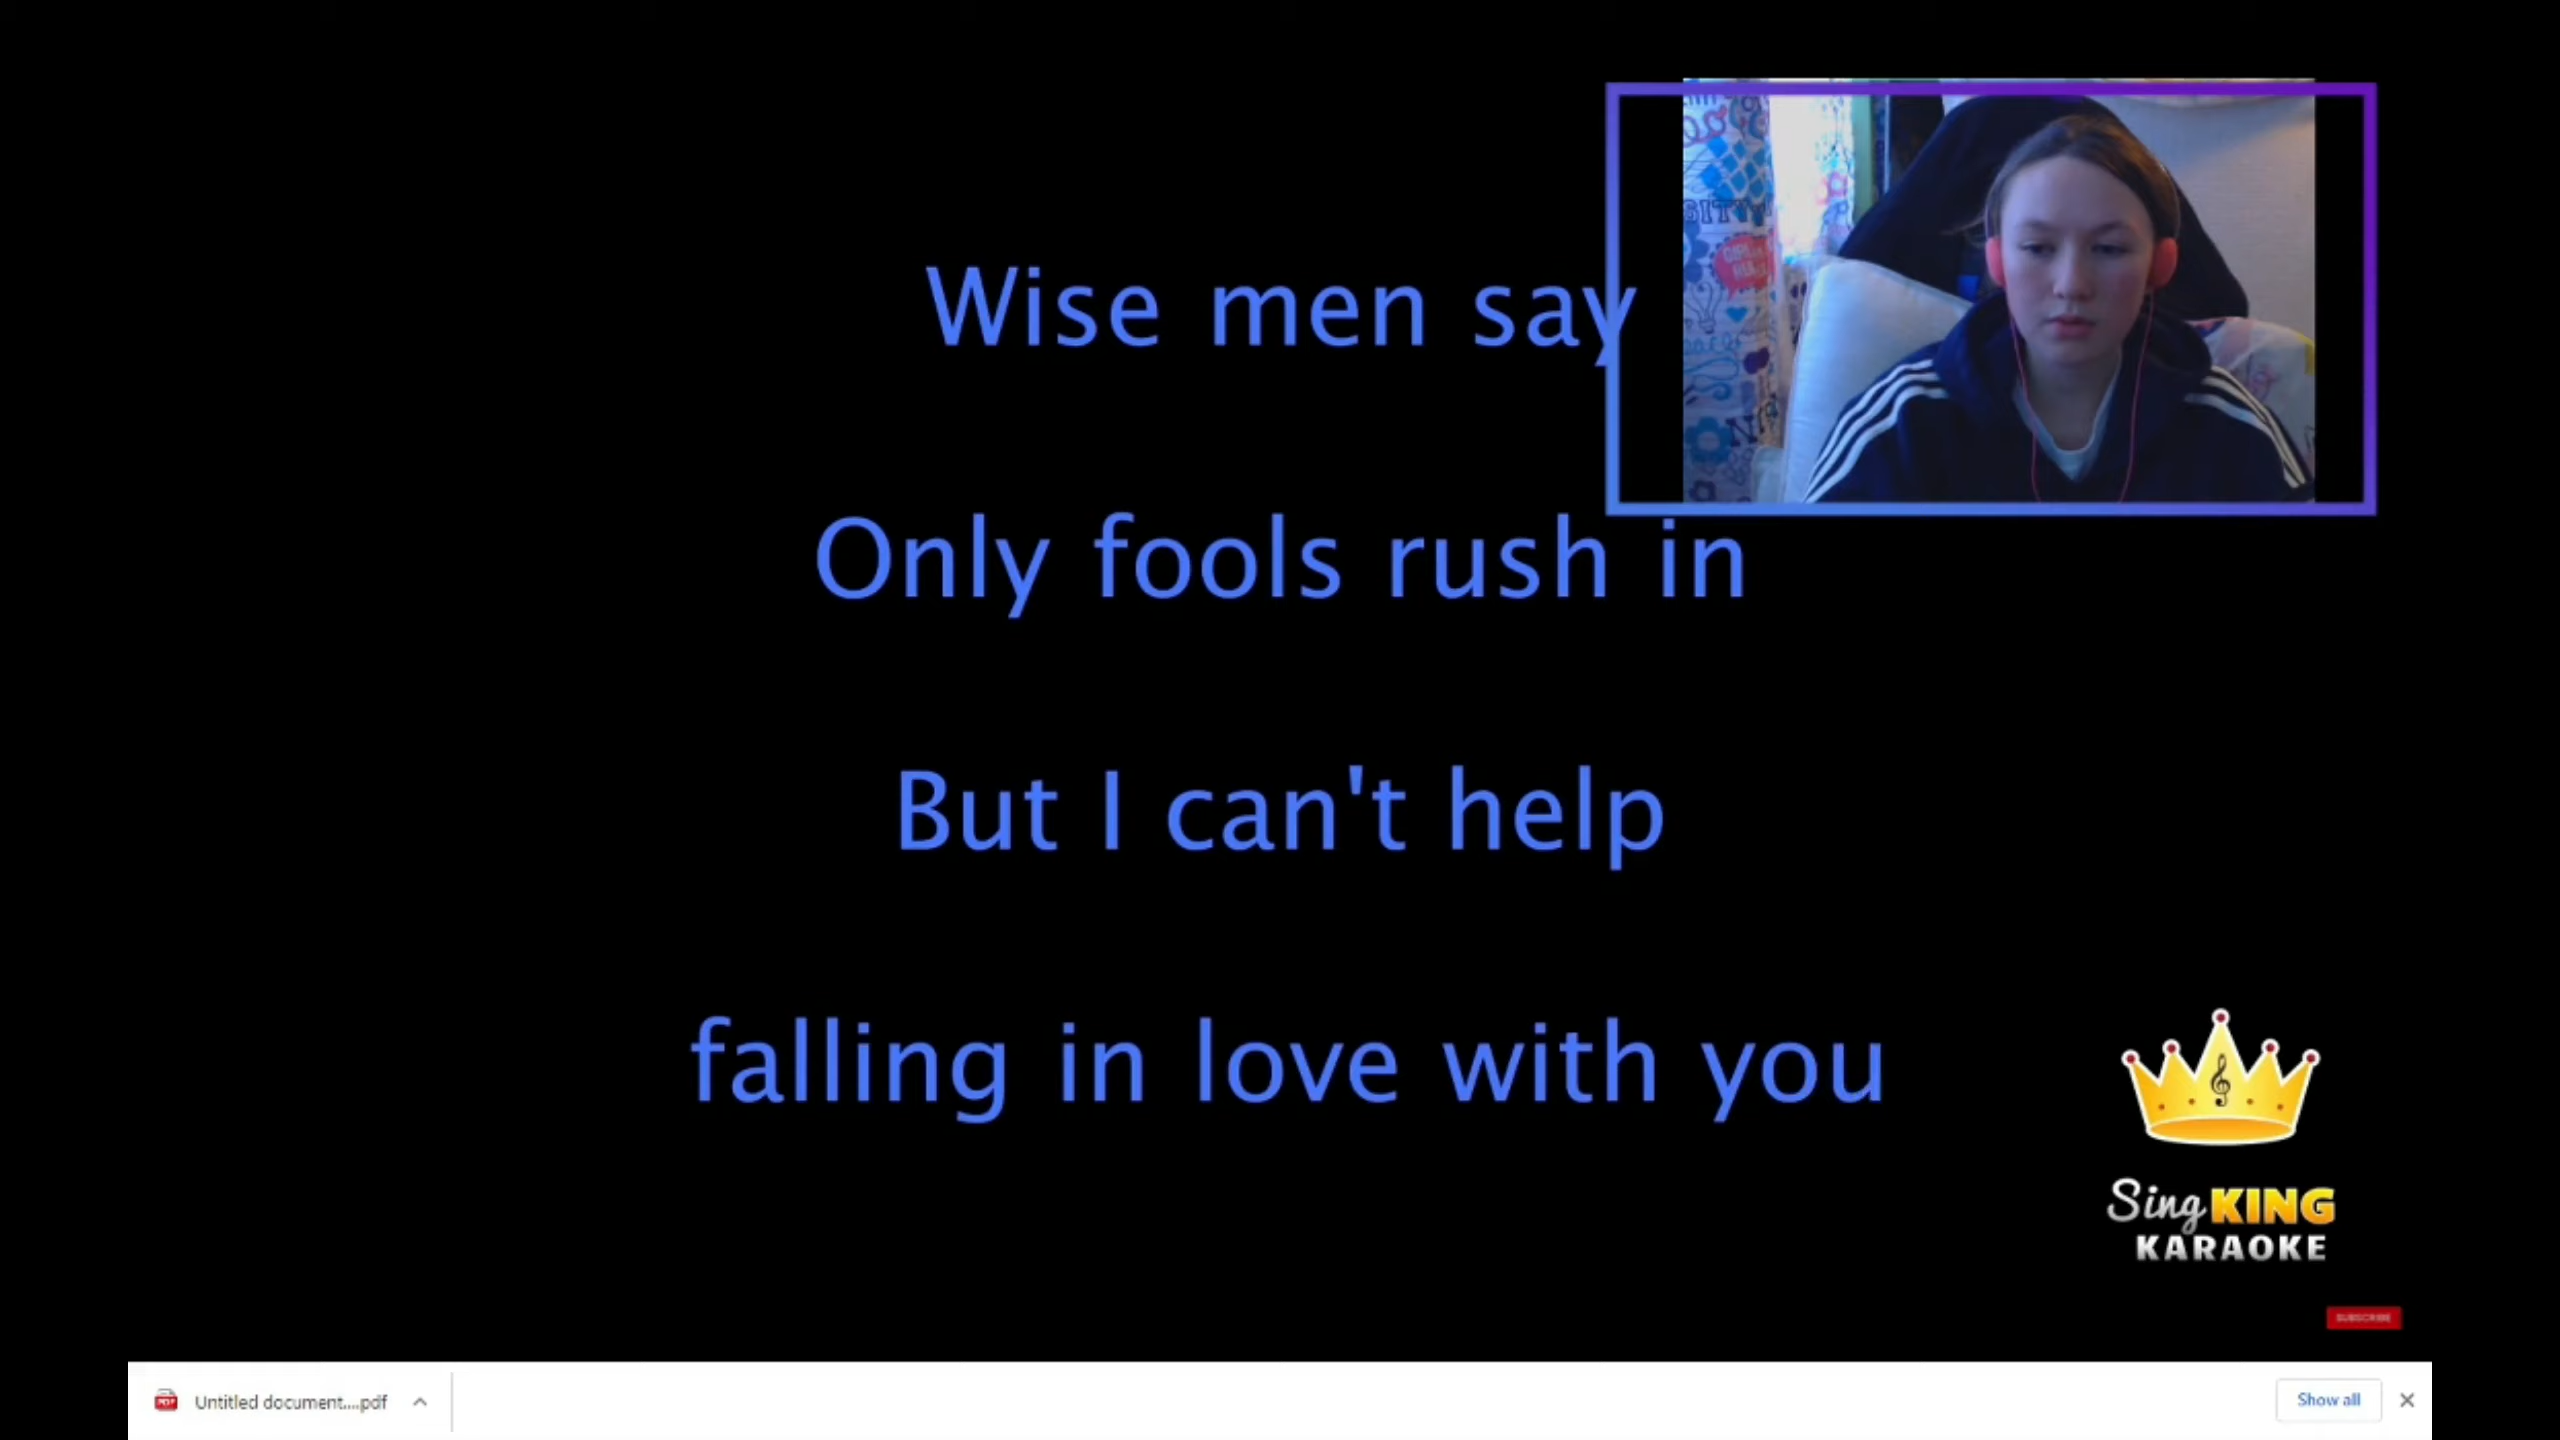 Wise men say
Only fools rush in
But I can't help
falling in love with you
Sing KING
KARAOKE
SUBSCRIBE
Untitled document....pdf
Show all